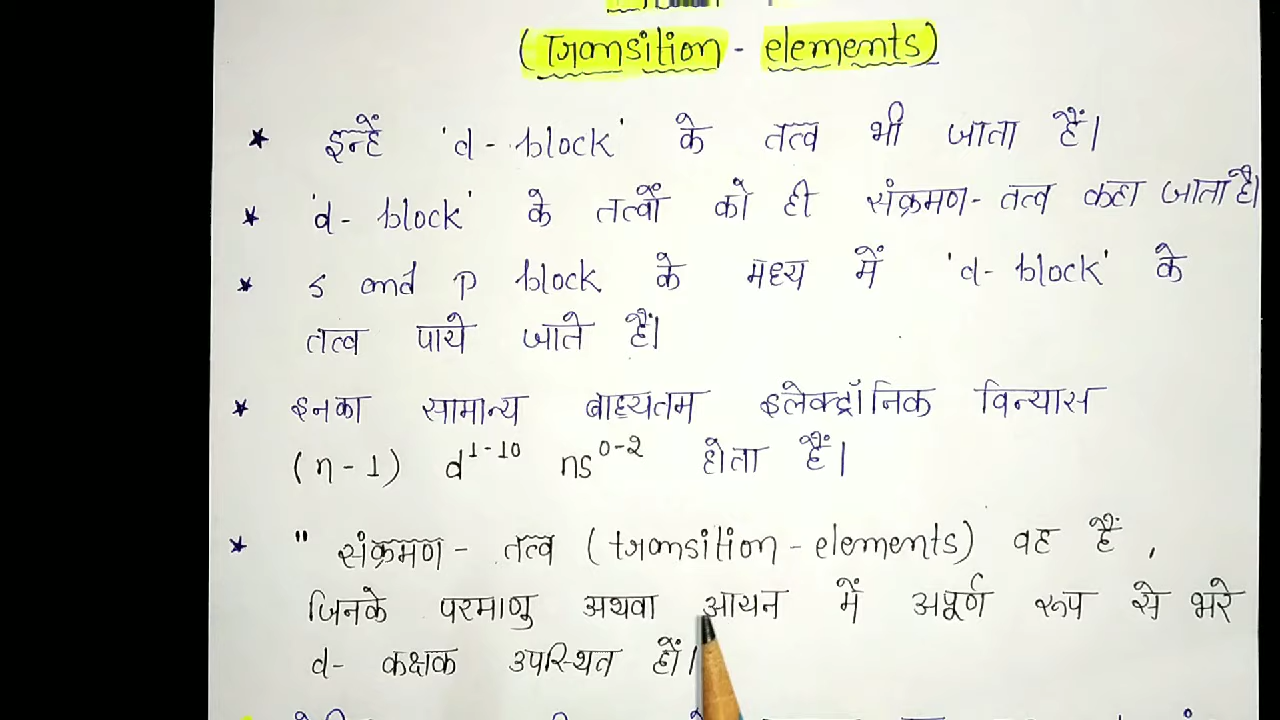 (Transition - elements)
★ इन्हें 'd - block' के तत्व भी जाता हैं।
★ 'd - block' के तत्वों को ही संक्रमण - तत्व कहा जाता है।
★ s and p block के मध्य में 'd - block' के
तत्व पाये जाते हैं।
★ इनका सामान्य बाह्यतम इलेक्ट्रॉनिक विन्यास
(n - 1) d¹⁻¹⁰ ns⁰⁻² होता हैं।
★ " संक्रमण - तत्व (transition - elements) वह हैं ,
जिनके परमाणु अथवा आयन में अपूर्ण रूप से भरे
d - कक्षक उपस्थित हों।